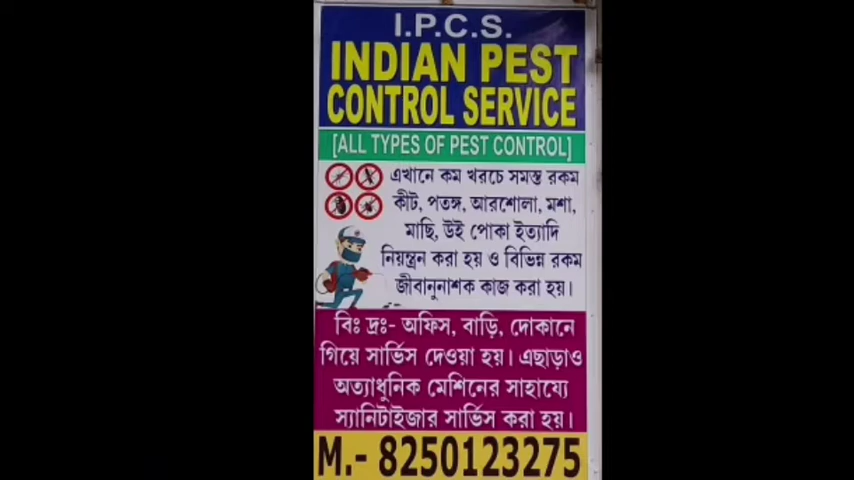 I.P.C.S.
INDIAN PEST
CONTROL SERVICE
[ALL TYPES OF PEST CONTROL]
এখানে কম খরচে সমস্ত রকম
কীট, পতঙ্গ, আরশোলা, মশা,
মাছি, উই পোকা ইত্যাদি
নিয়ন্ত্রন করা হয় ও বিভিন্ন রকম
জীবানুনাশক কাজ করা হয়।
বিঃ দ্রঃ- অফিস, বাড়ি, দোকানে
গিয়ে সার্ভিস দেওয়া হয়। এছাড়াও
অত্যাধুনিক মেশিনের সাহায্যে
স্যানিটাইজার সার্ভিস করা হয়।
M.- 8250123275